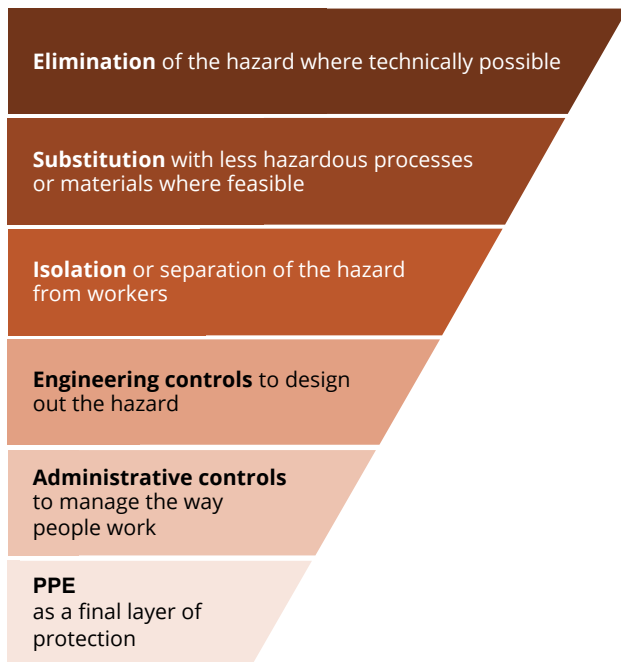 Elimination of the hazard where technically possible
Substitution with less hazardous processes
or materials where feasible
Isolation or separation of the hazard
from workers
Engineering controls to design
out the hazard
Administrative controls
to manage the way
people work
PPE
as a final layer of
protection